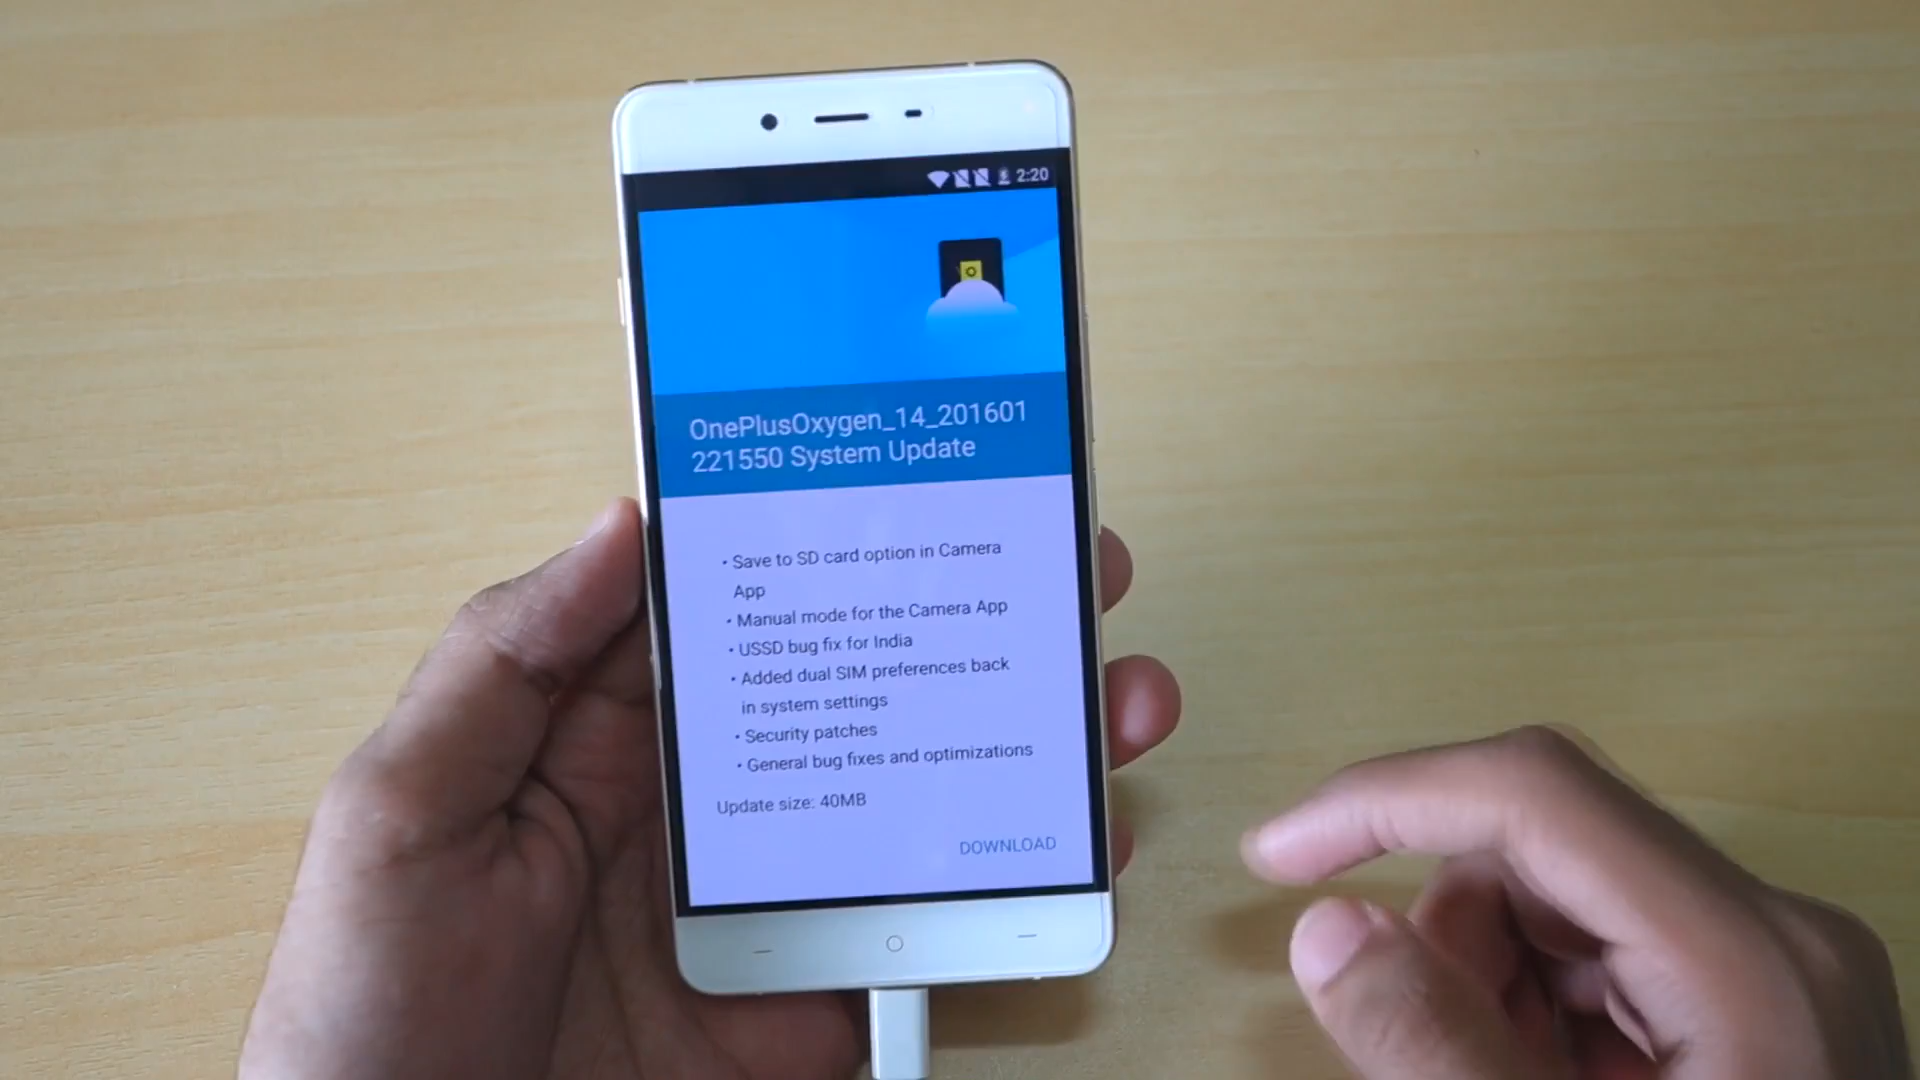 2:20
OnePlusOxygen_14_201601
221550 System Update
• Save to SD card option in Camera
App
• Manual mode for the Camera App
• USSD bug fix for India
• Added dual SIM preferences back
in system settings
• Security patches
• General bug fixes and optimizations
Update size: 40MB
DOWNLOAD